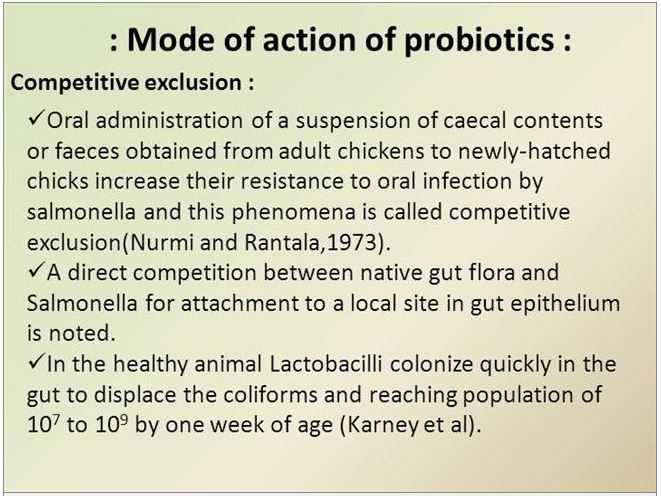 : Mode of action of probiotics :
Competitive exclusion :
✓Oral administration of a suspension of caecal contents
or faeces obtained from adult chickens to newly-hatched
chicks increase their resistance to oral infection by
salmonella and this phenomena is called competitive
exclusion(Nurmi and Rantala,1973).
✓A direct competition between native gut flora and
Salmonella for attachment to a local site in gut epithelium
is noted.
✓In the healthy animal Lactobacilli colonize quickly in the
gut to displace the coliforms and reaching population of
10⁷ to 10⁹ by one week of age (Karney et al).